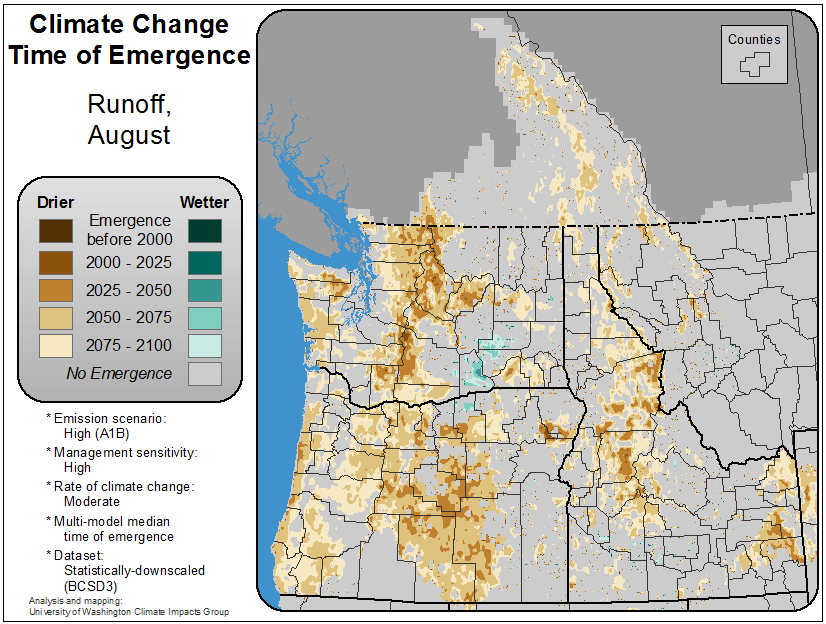 Climate Change
Time of Emergence
Runoff,
August
Drier
Wetter
Emergence
before 2000
2000 - 2025
2025 - 2050
2050 - 2075
2075 - 2100
No Emergence
* Emission scenario:
High (A1B)
* Management sensitivity:
High
* Rate of climate change:
Moderate
* Multi-model median
time of emergence
* Dataset:
Statistically-downscaled
(BCSD3)
Analysis and mapping:
University of Washington Climate Impacts Group
Counties